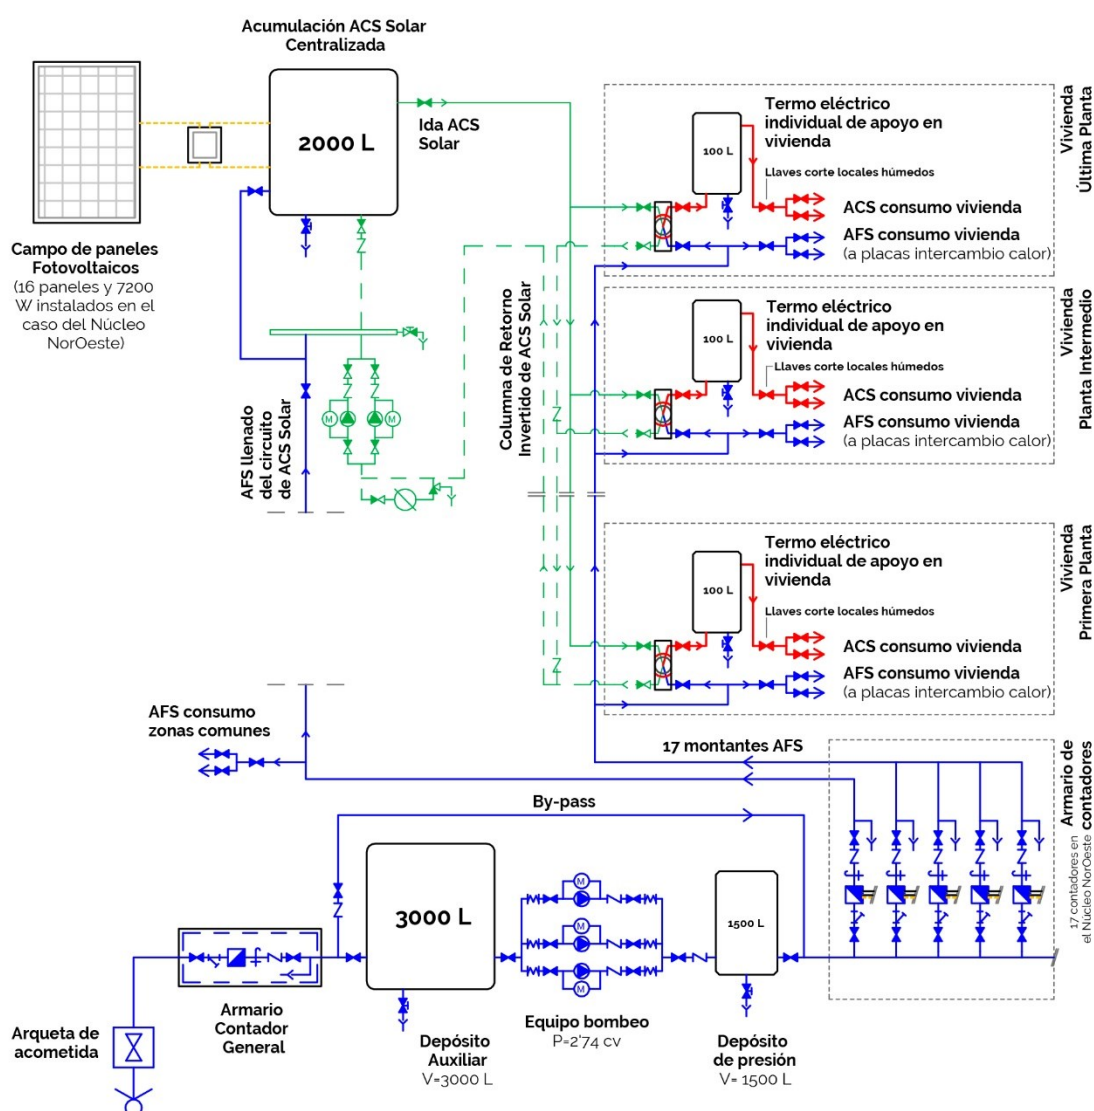 Acumulación ACS Solar
Centralizada
2000 L
Ida ACS
Solar
Campo de paneles
Fotovoltaicos
(16 paneles y 7200
W instalados en el
caso del Núcleo
NorOeste)
AFS llenado
del circuito
de ACS Solar
M
M
Columna de Retorno
Invertido de ACS Solar
Termo eléctrico
individual de apoyo en
vivienda
100 L
Llaves corte locales húmedos
ACS consumo vivienda
AFS consumo vivienda
(a placas intercambio calor)
Vivienda
Última Planta
Termo eléctrico
individual de apoyo en
vivienda
100 L
Llaves corte locales húmedos
ACS consumo vivienda
AFS consumo vivienda
(a placas intercambio calor)
Vivienda
Planta Intermedio
Termo eléctrico
individual de apoyo en
vivienda
100 L
Llaves corte locales húmedos
ACS consumo vivienda
AFS consumo vivienda
(a placas intercambio calor)
Vivienda
Primera Planta
AFS consumo
zonas comunes
17 montantes AFS
By-pass
Armario de
contadores
17 contadores en
el Núcleo NorOeste
3000 L
M
M
M
1500 L
Armario
Contador
General
Arqueta de
acometida
Depósito
Auxiliar
V=3000 L
Equipo bombeo
P=2'74 cv
Depósito
de presión
V= 1500 L